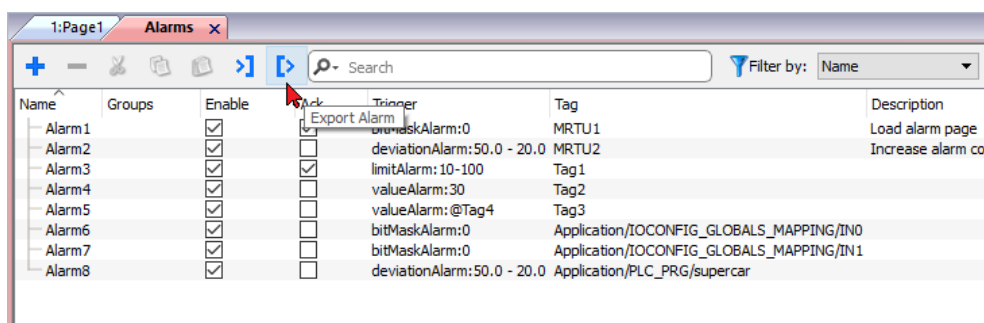 1:Page1 Alarms x
Search Filter by: Name
Name Groups Enable Ack Trigger Tag Description
Export Alarm
Alarm1 bitMaskAlarm:0 MRTU1 Load alarm page
Alarm2 deviationAlarm:50.0 - 20.0 MRTU2 Increase alarm co
Alarm3 limitAlarm:10-100 Tag1
Alarm4 valueAlarm:30 Tag2
Alarm5 valueAlarm:@Tag4 Tag3
Alarm6 bitMaskAlarm:0 Application/IOCONFIG_GLOBALS_MAPPING/IN0
Alarm7 bitMaskAlarm:0 Application/IOCONFIG_GLOBALS_MAPPING/IN1
Alarm8 deviationAlarm:50.0 - 20.0 Application/PLC_PRG/supercar